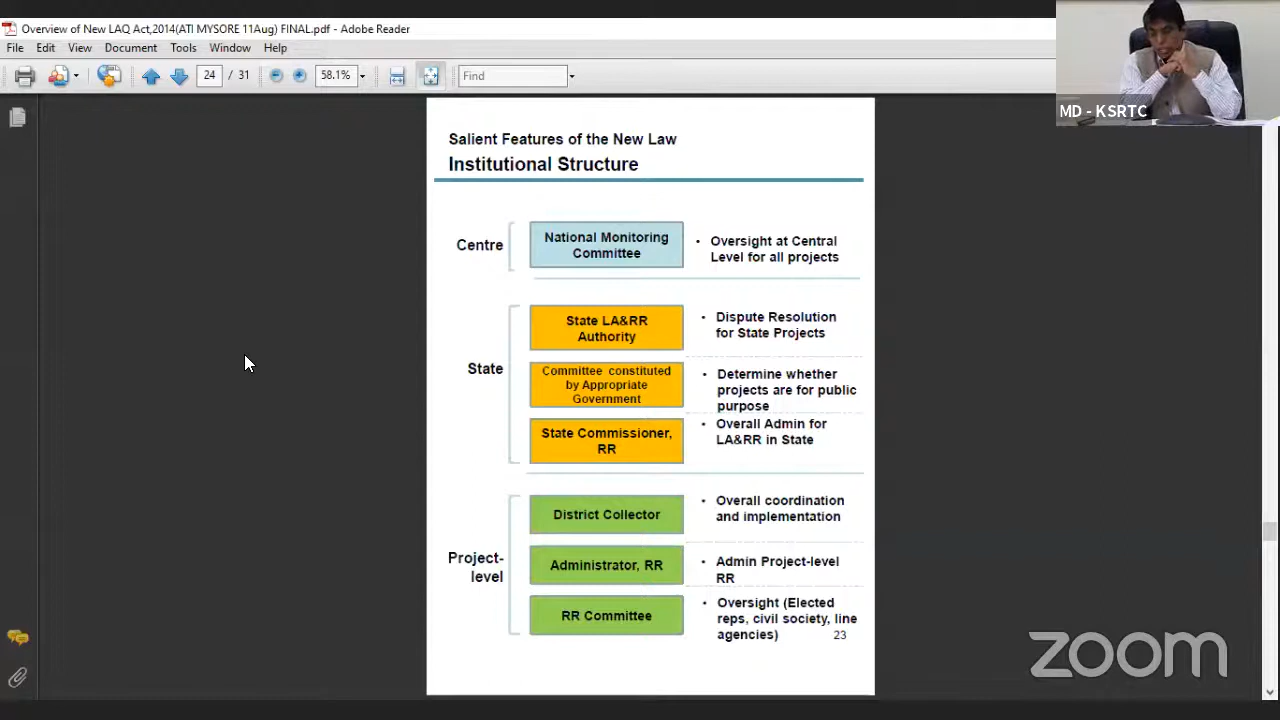 Overview of New LAQ Act,2014(ATI MYSORE 11Aug) FINAL.pdf - Adobe Reader
File Edit View Document Tools Window Help
24 / 31 58.1% Find
MD - KSRTC
Salient Features of the New Law
Institutional Structure
Centre
National Monitoring
Committee
• Oversight at Central
Level for all projects
State
State LA&RR
Authority
• Dispute Resolution
for State Projects
Committee constituted
by Appropriate
Government
• Determine whether
projects are for public
purpose
State Commissioner,
RR
• Overall Admin for
LA&RR in State
Project-
level
District Collector
• Overall coordination
and implementation
Administrator, RR
• Admin Project-level
RR
RR Committee
• Oversight (Elected
reps, civil society, line
agencies)
23
zoom